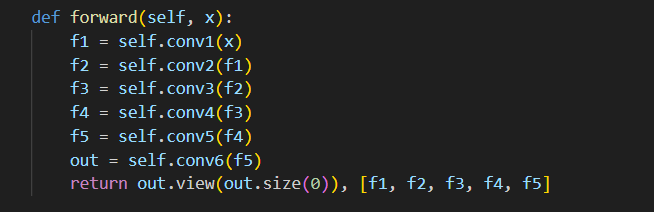 def forward(self, x):
    f1 = self.conv1(x)
    f2 = self.conv2(f1)
    f3 = self.conv3(f2)
    f4 = self.conv4(f3)
    f5 = self.conv5(f4)
    out = self.conv6(f5)
    return out.view(out.size(0)), [f1, f2, f3, f4, f5]